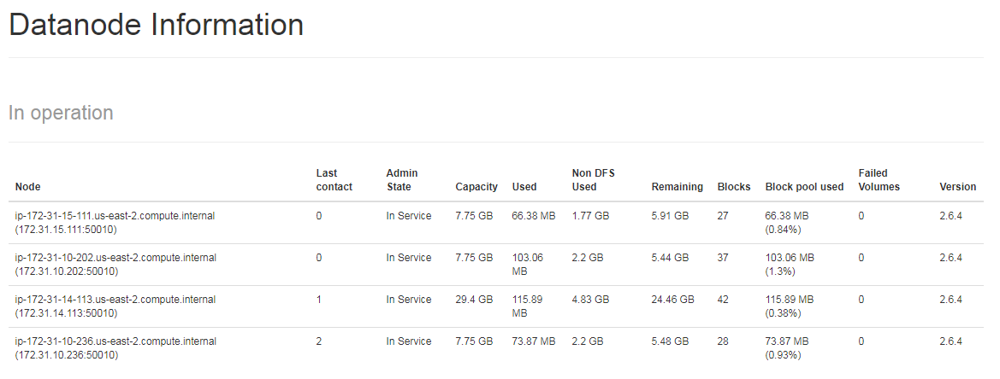 Datanode Information
In operation
Node Last contact Admin State Capacity Used Non DFS Used Remaining Blocks Block pool used Failed Volumes Version
ip-172-31-15-111.us-east-2.compute.internal (172.31.15.111:50010) 0 In Service 7.75 GB 66.38 MB 1.77 GB 5.91 GB 27 66.38 MB (0.84%) 0 2.6.4
ip-172-31-10-202.us-east-2.compute.internal (172.31.10.202:50010) 0 In Service 7.75 GB 103.06 MB 2.2 GB 5.44 GB 37 103.06 MB (1.3%) 0 2.6.4
ip-172-31-14-113.us-east-2.compute.internal (172.31.14.113:50010) 1 In Service 29.4 GB 115.89 MB 4.83 GB 24.46 GB 42 115.89 MB (0.38%) 0 2.6.4
ip-172-31-10-236.us-east-2.compute.internal (172.31.10.236:50010) 2 In Service 7.75 GB 73.87 MB 2.2 GB 5.48 GB 28 73.87 MB (0.93%) 0 2.6.4